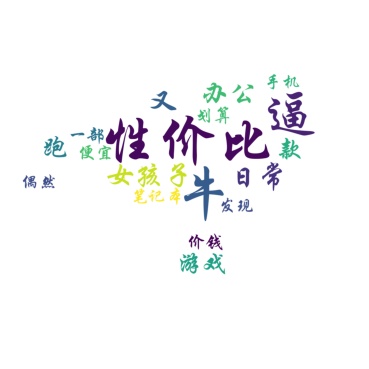 手机
办公
又
划算
逼
一部
跑
便宜
性价比
款
女孩子
牛
日常
偶然
笔记本
发现
价钱
游戏